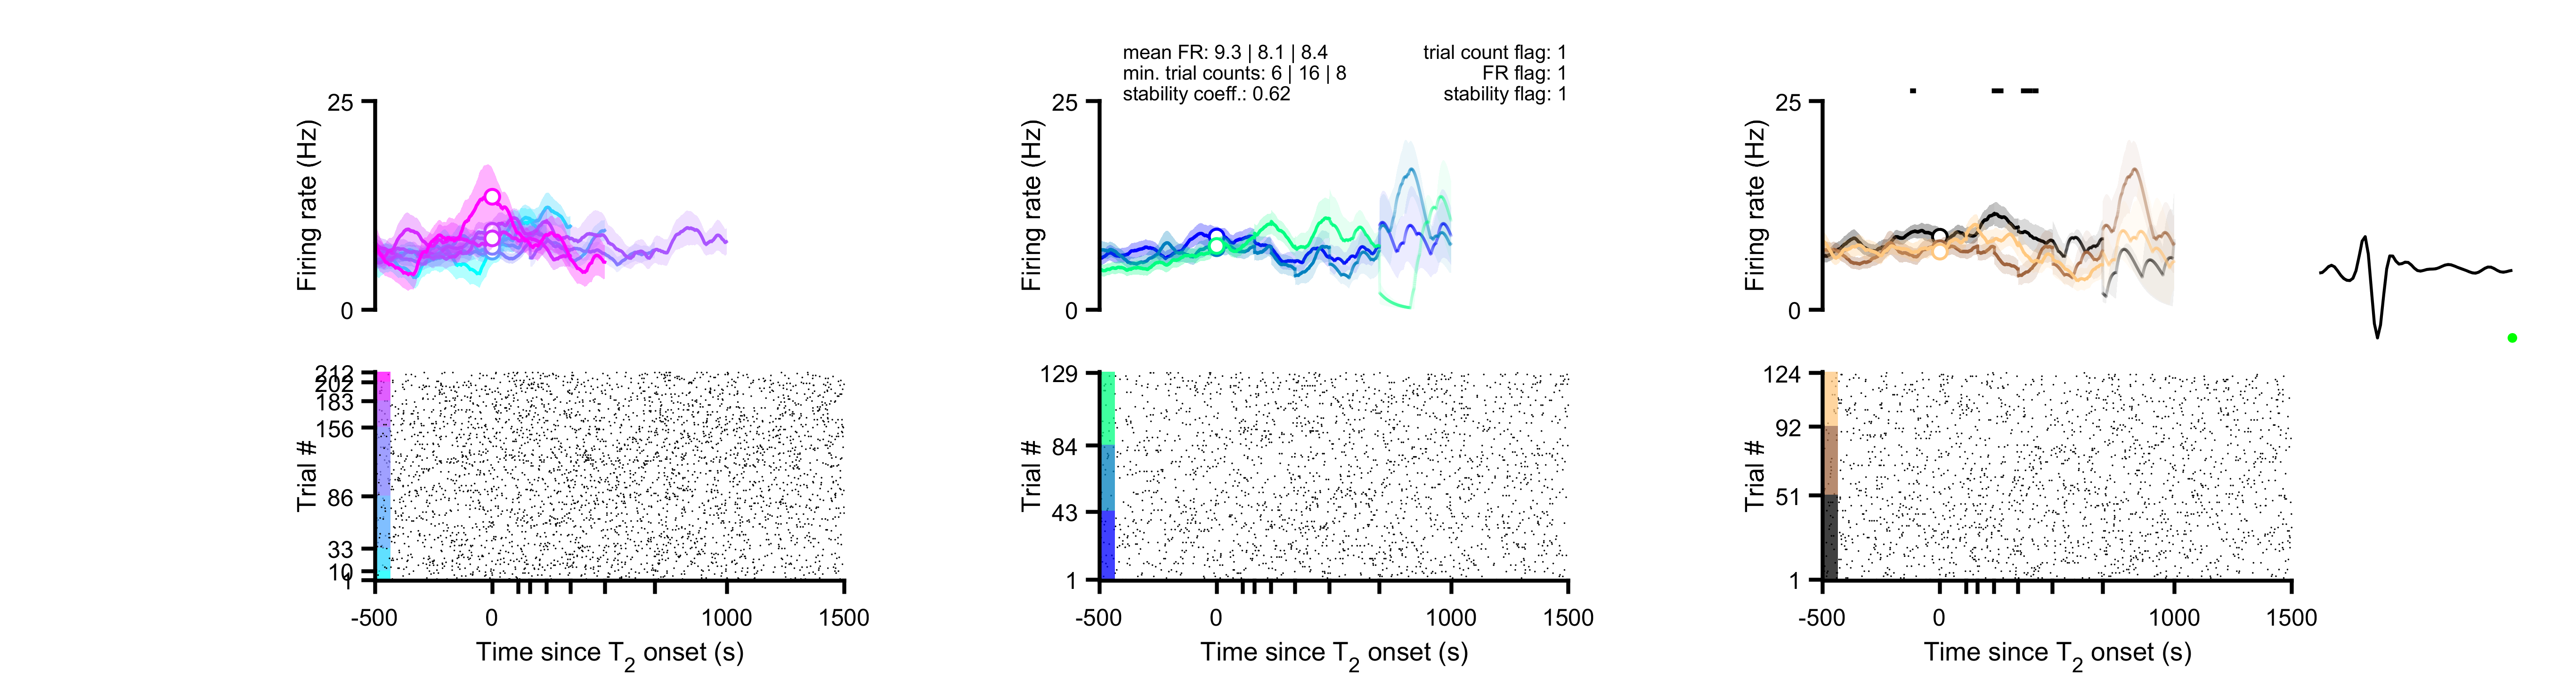 mean FR: 9.3 | 8.1 | 8.4
min. trial counts: 6 | 16 | 8
stability coeff.: 0.62
trial count flag: 1
FR flag: 1
stability flag: 1
25
Firing rate (Hz)
0
212
202
183
156
Trial #
86
33
10
1
-500
0
1000
1500
Time since T2 onset (s)
25
Firing rate (Hz)
0
129
84
Trial #
43
1
-500
0
1000
1500
Time since T2 onset (s)
25
Firing rate (Hz)
0
124
92
Trial #
51
1
-500
0
1000
1500
Time since T2 onset (s)